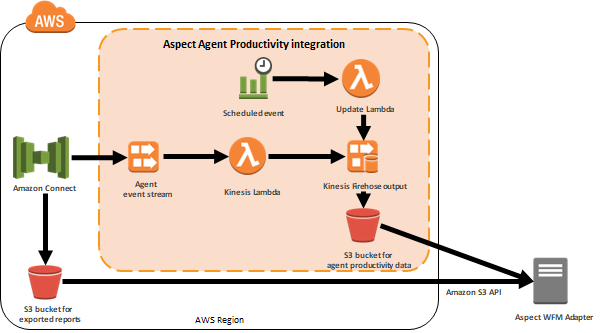 AWS
Aspect Agent Productivity integration
Scheduled event
Update Lambda
Amazon Connect
Agent
event stream
Kinesis Lambda
Kinesis Firehose output
S3 bucket for
agent productivity data
S3 bucket for
exported reports
Amazon S3 API
AWS Region
Aspect WFM Adapter